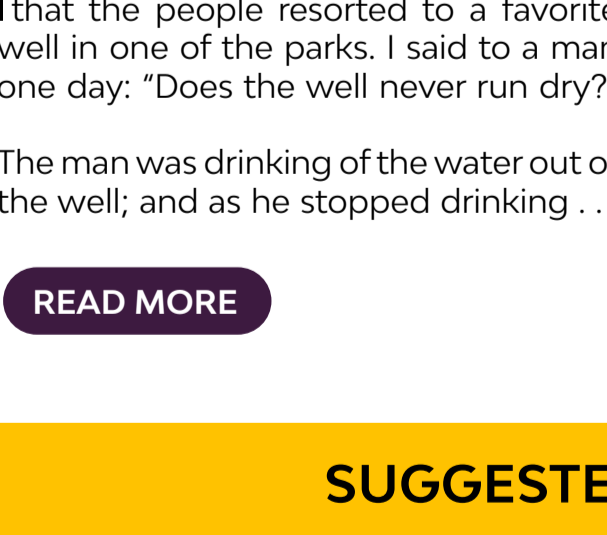 that the people resorted to a favorite
well in one of the parks. I said to a man
one day: “Does the well never run dry?
The man was drinking of the water out o
the well; and as he stopped drinking . .
READ MORE
SUGGESTE